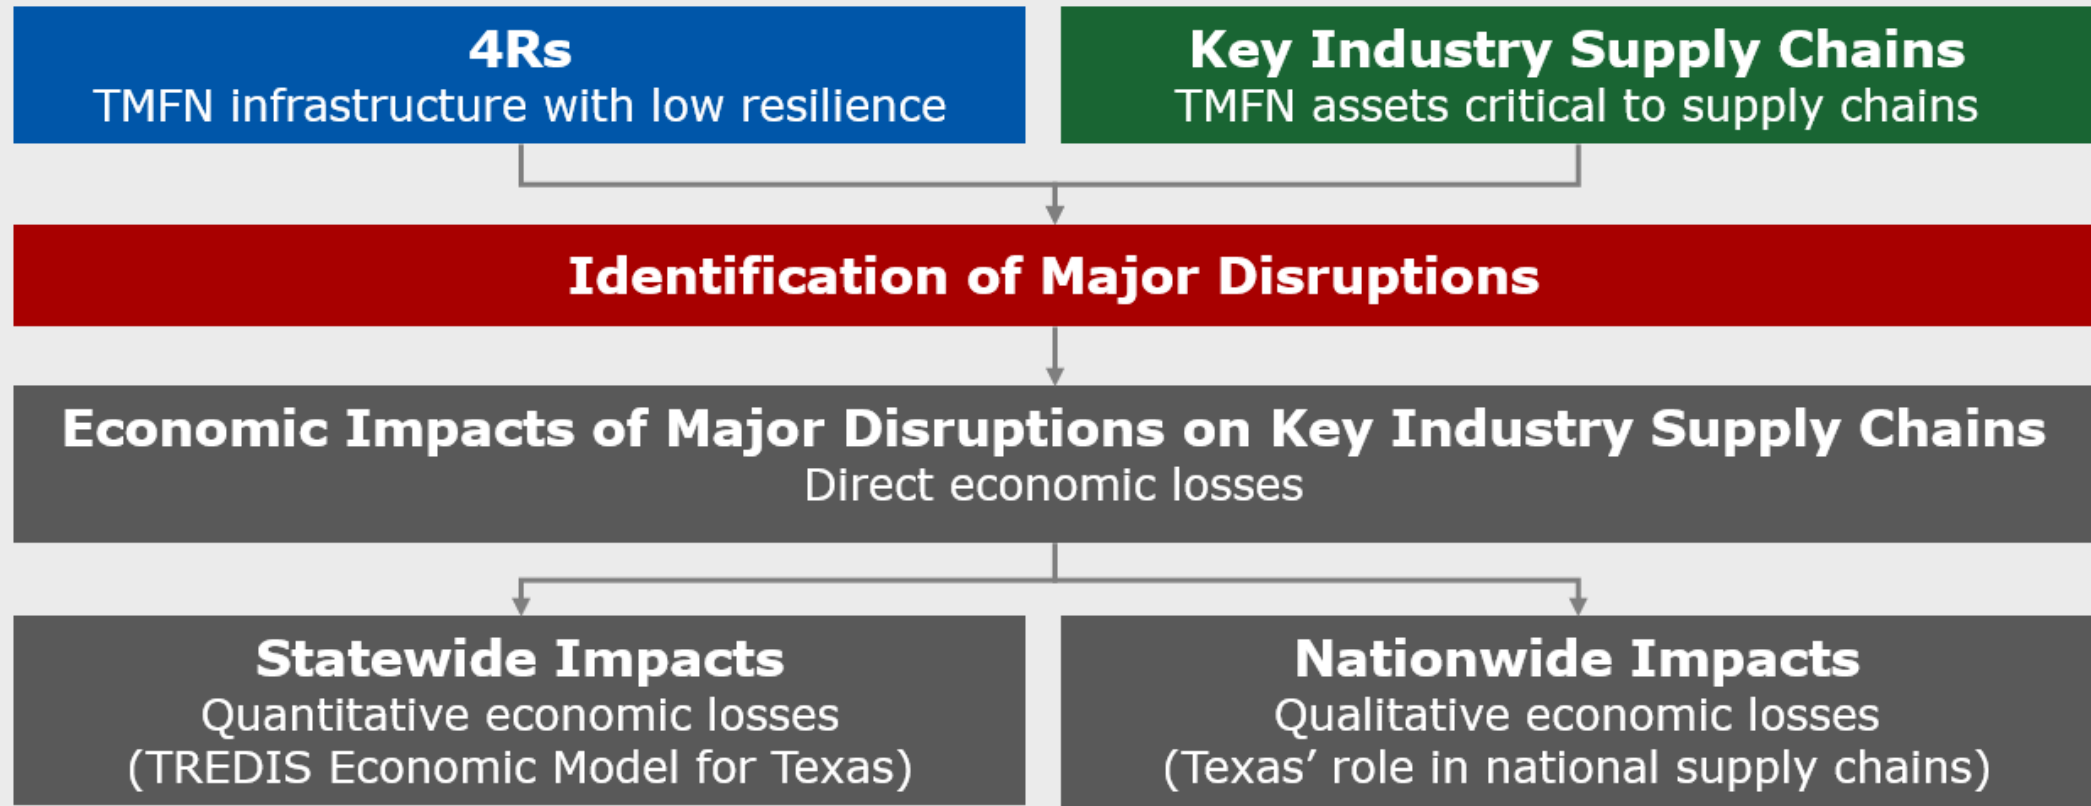 4Rs
TMFN infrastructure with low resilience
Key Industry Supply Chains
TMFN assets critical to supply chains
Identification of Major Disruptions
Economic Impacts of Major Disruptions on Key Industry Supply Chains
Direct economic losses
Statewide Impacts
Quantitative economic losses
(TREDIS Economic Model for Texas)
Nationwide Impacts
Qualitative economic losses
(Texas’ role in national supply chains)